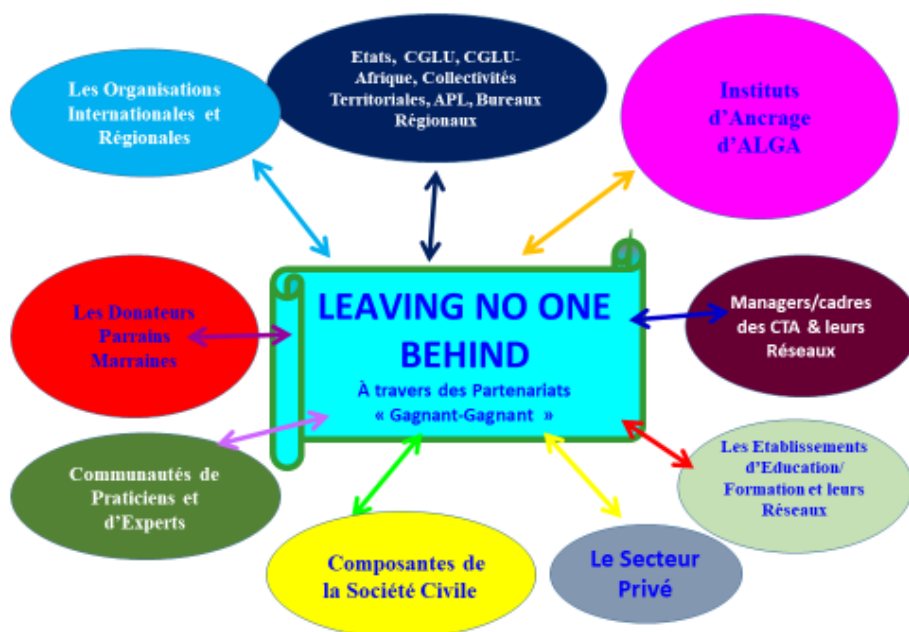 Les Organisations
Internationales et
Régionales
Etats, CGLU, CGLU-
Afrique, Collectivités
Territoriales, APL, Bureaux
Régionaux
Instituts
d'Ancrage
d'ALGA
Les Donateurs
Parrains
Marraines
LEAVING NO ONE
BEHIND
À travers des Partenariats
« Gagnant-Gagnant »
Managers/cadres
des CTA & leurs
Réseaux
Communautés de
Praticiens et
d'Experts
Les Etablissements
d'Education/
Formation et leurs
Réseaux
Composantes de
la Société Civile
Le Secteur
Privé